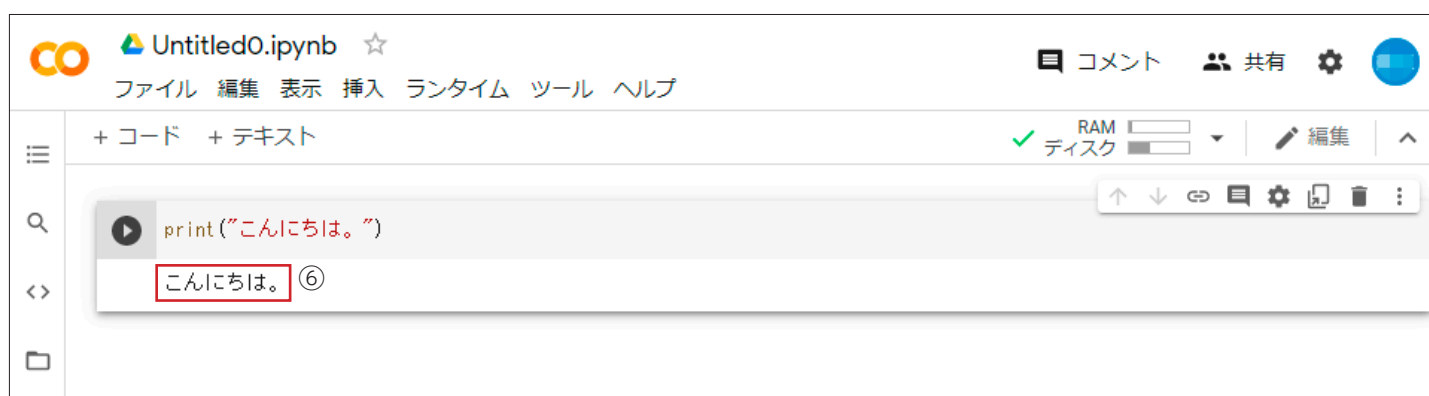 Untitled0.ipynb
コメント 共有
ファイル 編集 表示 挿入 ランタイム ツール ヘルプ
+ コード + テキスト
RAM
ディスク
編集
print("こんにちは。")
こんにちは。 ⑥